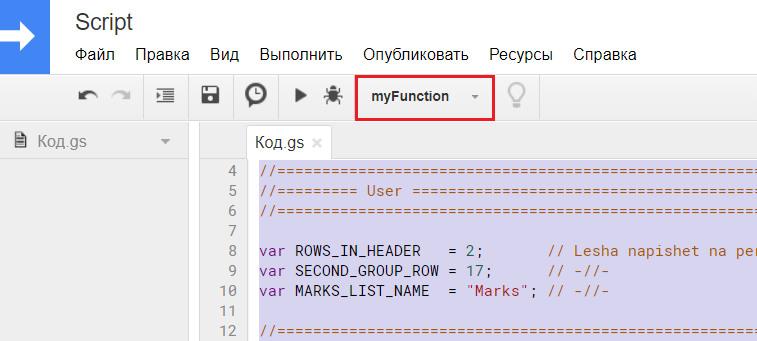 Script
Файл Правка Вид Выполнить Опубликовать Ресурсы Справка
myFunction
Код.gs
Код.gs ×
4 //======================================================
5 //========= User =======================================
6 //======================================================
7
8 var ROWS_IN_HEADER   = 2;       // Lesha napishet na per
9 var SECOND_GROUP_ROW = 17;      // -//-
10 var MARKS_LIST_NAME  = "Marks"; // -//-
11
12 //======================================================